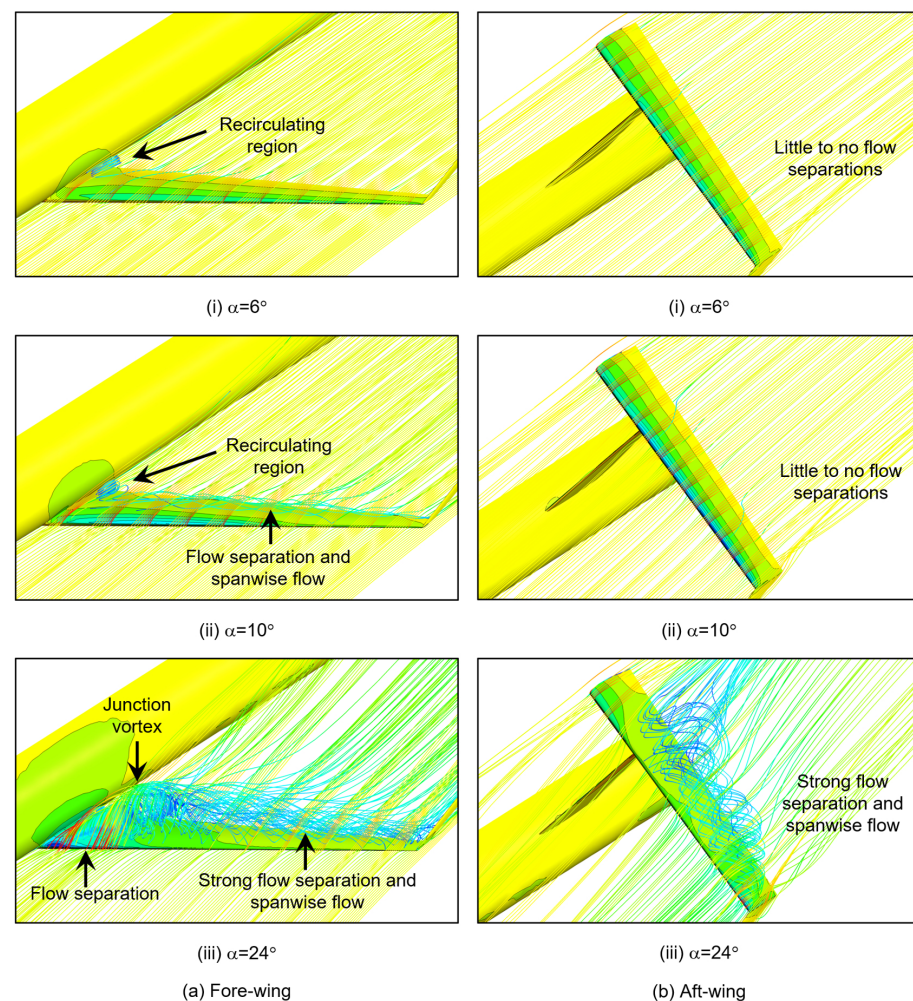 Recirculating
region
Little to no flow
separations
(i) α=6°
(i) α=6°
Recirculating
region
Flow separation and
spanwise flow
Little to no flow
separations
(ii) α=10°
(ii) α=10°
Junction
vortex
Flow separation
Strong flow separation and
spanwise flow
Strong flow
separation and
spanwise flow
(iii) α=24°
(iii) α=24°
(a) Fore-wing
(b) Aft-wing